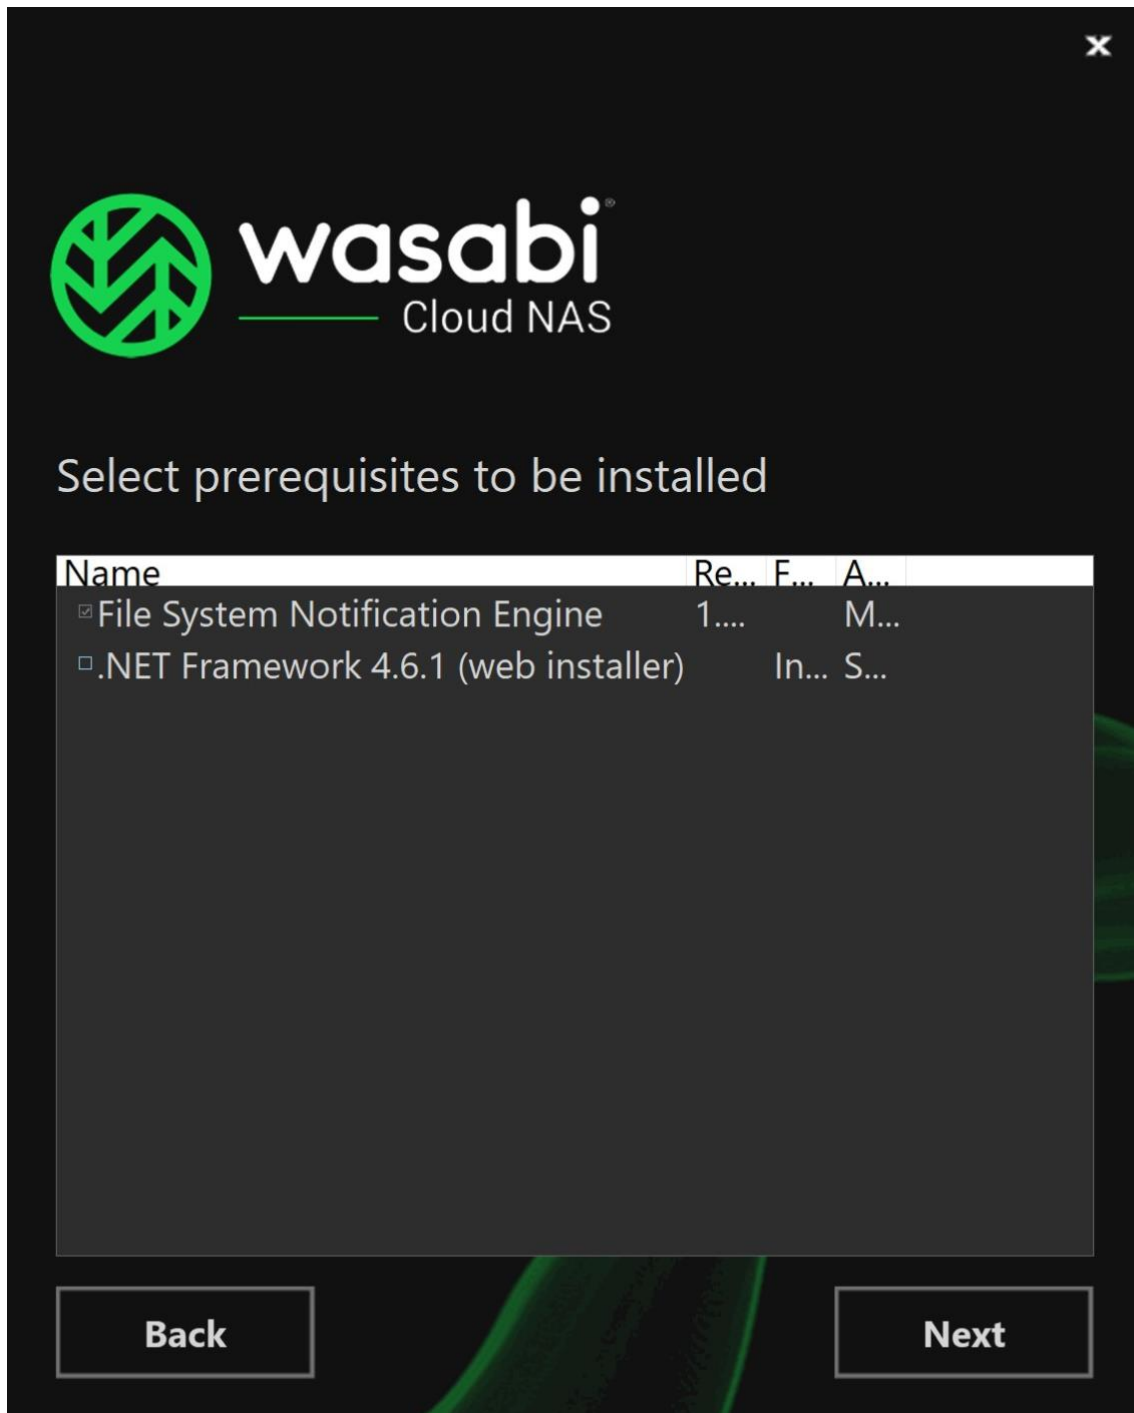 wasabi®
Cloud NAS
Select prerequisites to be installed
Name Re... F... A...
File System Notification Engine 1.... M...
.NET Framework 4.6.1 (web installer) In... S...
Back Next